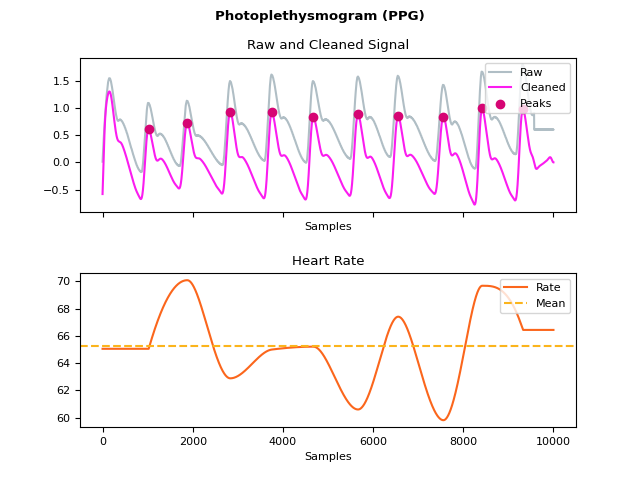 Photoplethysmogram (PPG)
Raw and Cleaned Signal
Raw
Cleaned
Peaks
1.5
1.0
0.5
0.0
−0.5
Samples
Heart Rate
Rate
Mean
70
68
66
64
62
60
0 2000 4000 6000 8000 10000
Samples